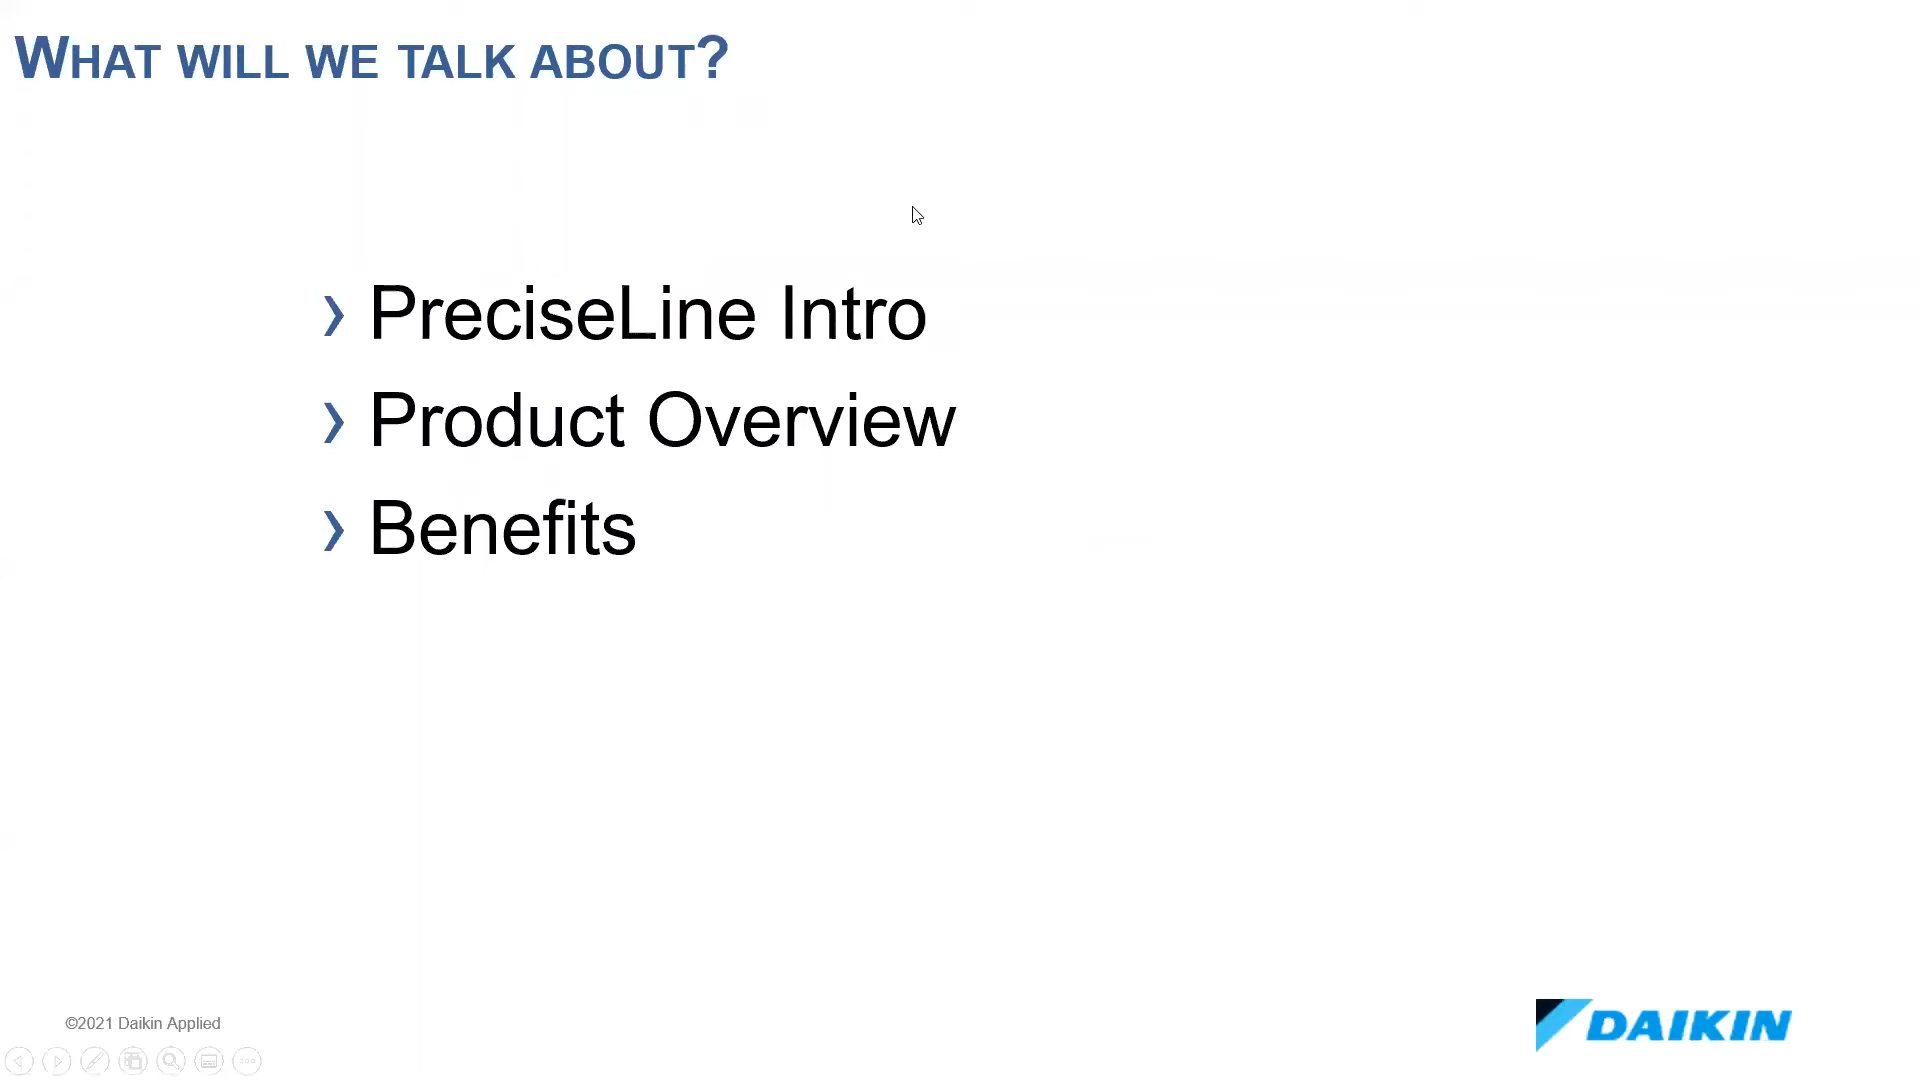 WHAT WILL WE TALK ABOUT?
› PreciseLine Intro
› Product Overview
› Benefits
©2021 Daikin Applied
DAIKIN